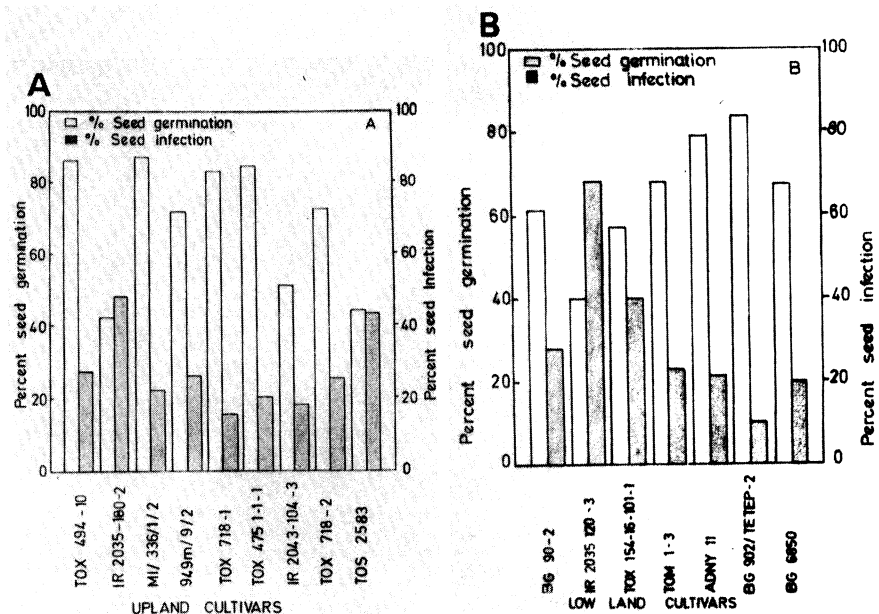 A
100
80
60
40
20
0
Percent seed germination
% Seed germination
% Seed infection
A
100
80
60
40
20
0
Percent seed Infection
TOX 494-10
IR 2035-180-2
MI/336/1/2
949m/9/2
TOX 718-1
TOX 475 1-1-1
IR 2043-104-3
TOX 718-2
TOS 2583
UPLAND CULTIVARS
B
100
80
60
40
20
0
Percent seed germination
% Seed germination
% Seed infection
B
100
80
60
40
20
0
Percent seed infection
BG 90-2
IR 2035 120-3
TOX 154-16-101-1
TOM 1-3
ADNY 11
BG 902/TETEP-2
BG 6850
LOW LAND CULTIVARS